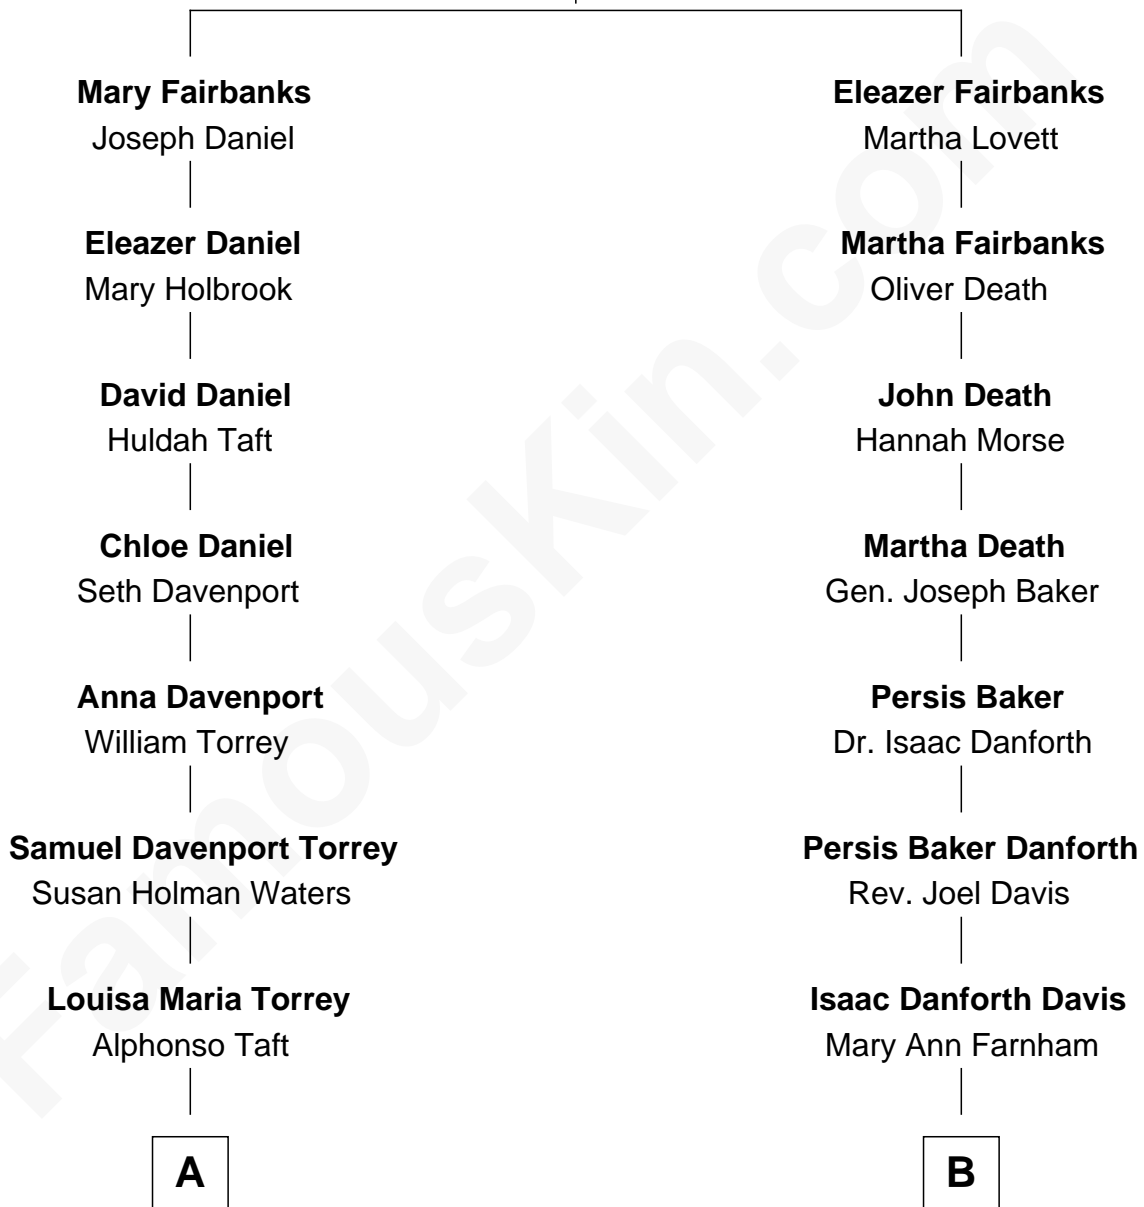 Mary Fairbanks
Joseph Daniel
Eleazer Daniel
Mary Holbrook
David Daniel
Huldah Taft
Chloe Daniel
Seth Davenport
Anna Davenport
William Torrey
Samuel Davenport Torrey
Susan Holman Waters
Louisa Maria Torrey
Alphonso Taft
A
Eleazer Fairbanks
Martha Lovett
Martha Fairbanks
Oliver Death
John Death
Hannah Morse
Martha Death
Gen. Joseph Baker
Persis Baker
Dr. Isaac Danforth
Persis Baker Danforth
Rev. Joel Davis
Isaac Danforth Davis
Mary Ann Farnham
B
FamousKin.com